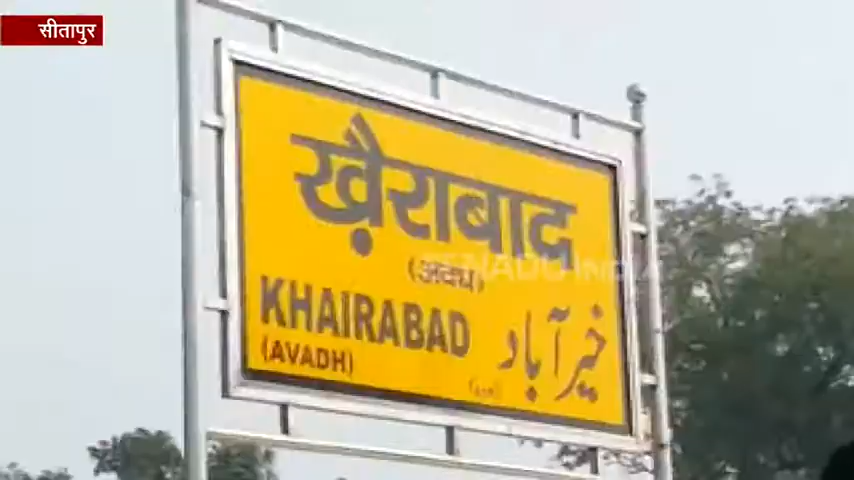 सीतापुर
ख़ैराबाद
(अवध)
KHAIRABAD
(AVADH)
خیرآباد